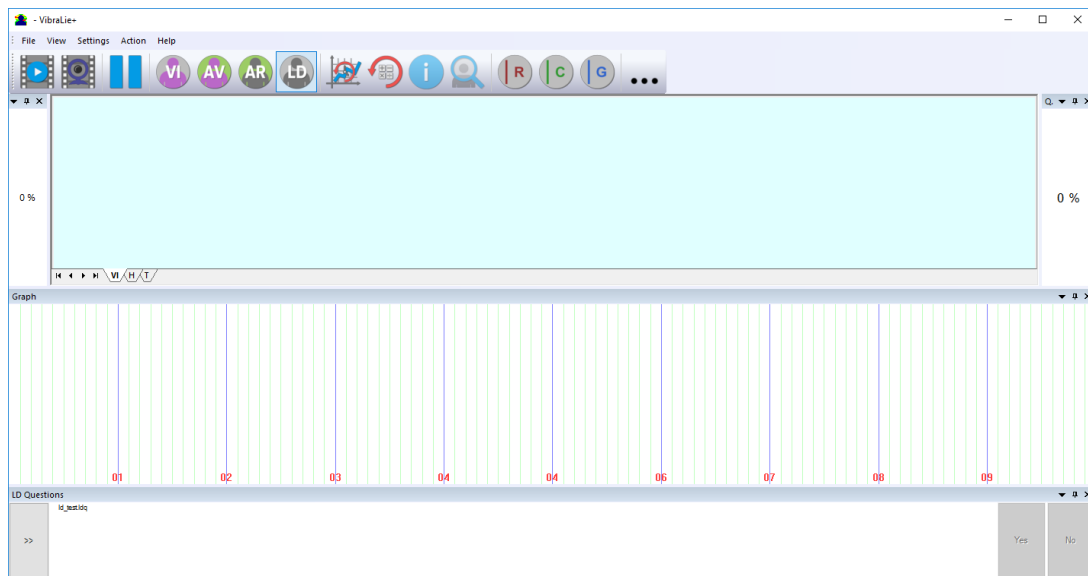 - VibraLie+
File View Settings Action Help
VI AV AR LD R C G
Q
0 %
0 %
VI H T
Graph
01 02 03 04 04 06 07 08 09
LD Questions
ld_test.ldq
>> Yes No